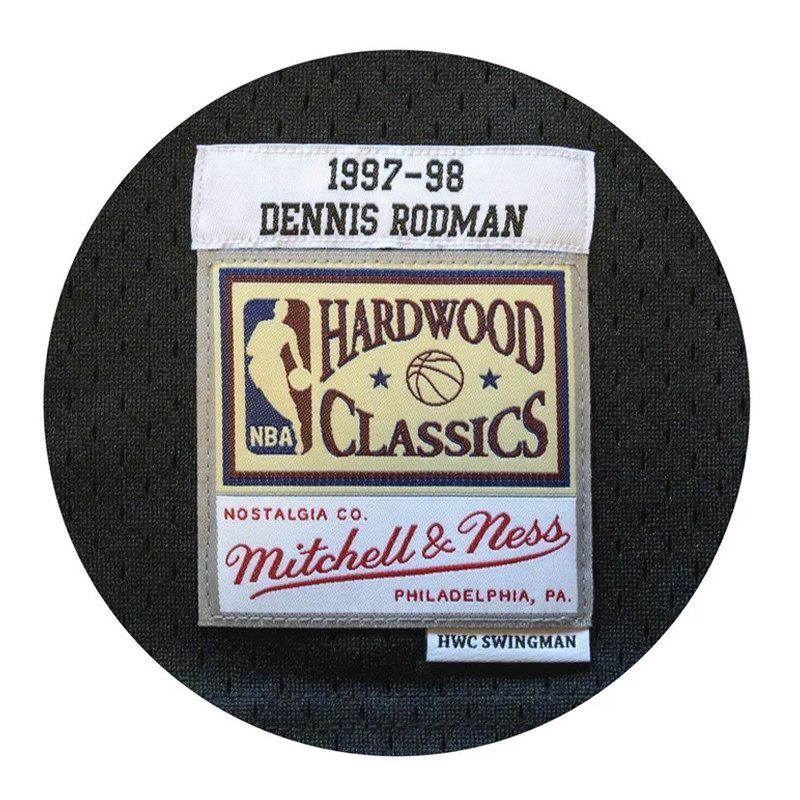 1997-98
DENNIS RODMAN
HARDWOOD
CLASSICS
NBA
NOSTALGIA CO.
Mitchell & Ness
PHILADELPHIA, PA.
HWC SWINGMAN